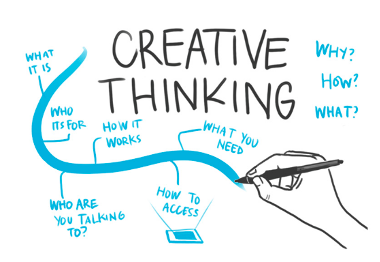 CREATIVE
THINKING
WHY?
HOW?
WHAT?
WHAT
IT IS
WHO
ITS FOR
HOW IT
WORKS
WHAT YOU
NEED
WHO ARE
YOU TALKING
TO?
HOW TO
ACCESS